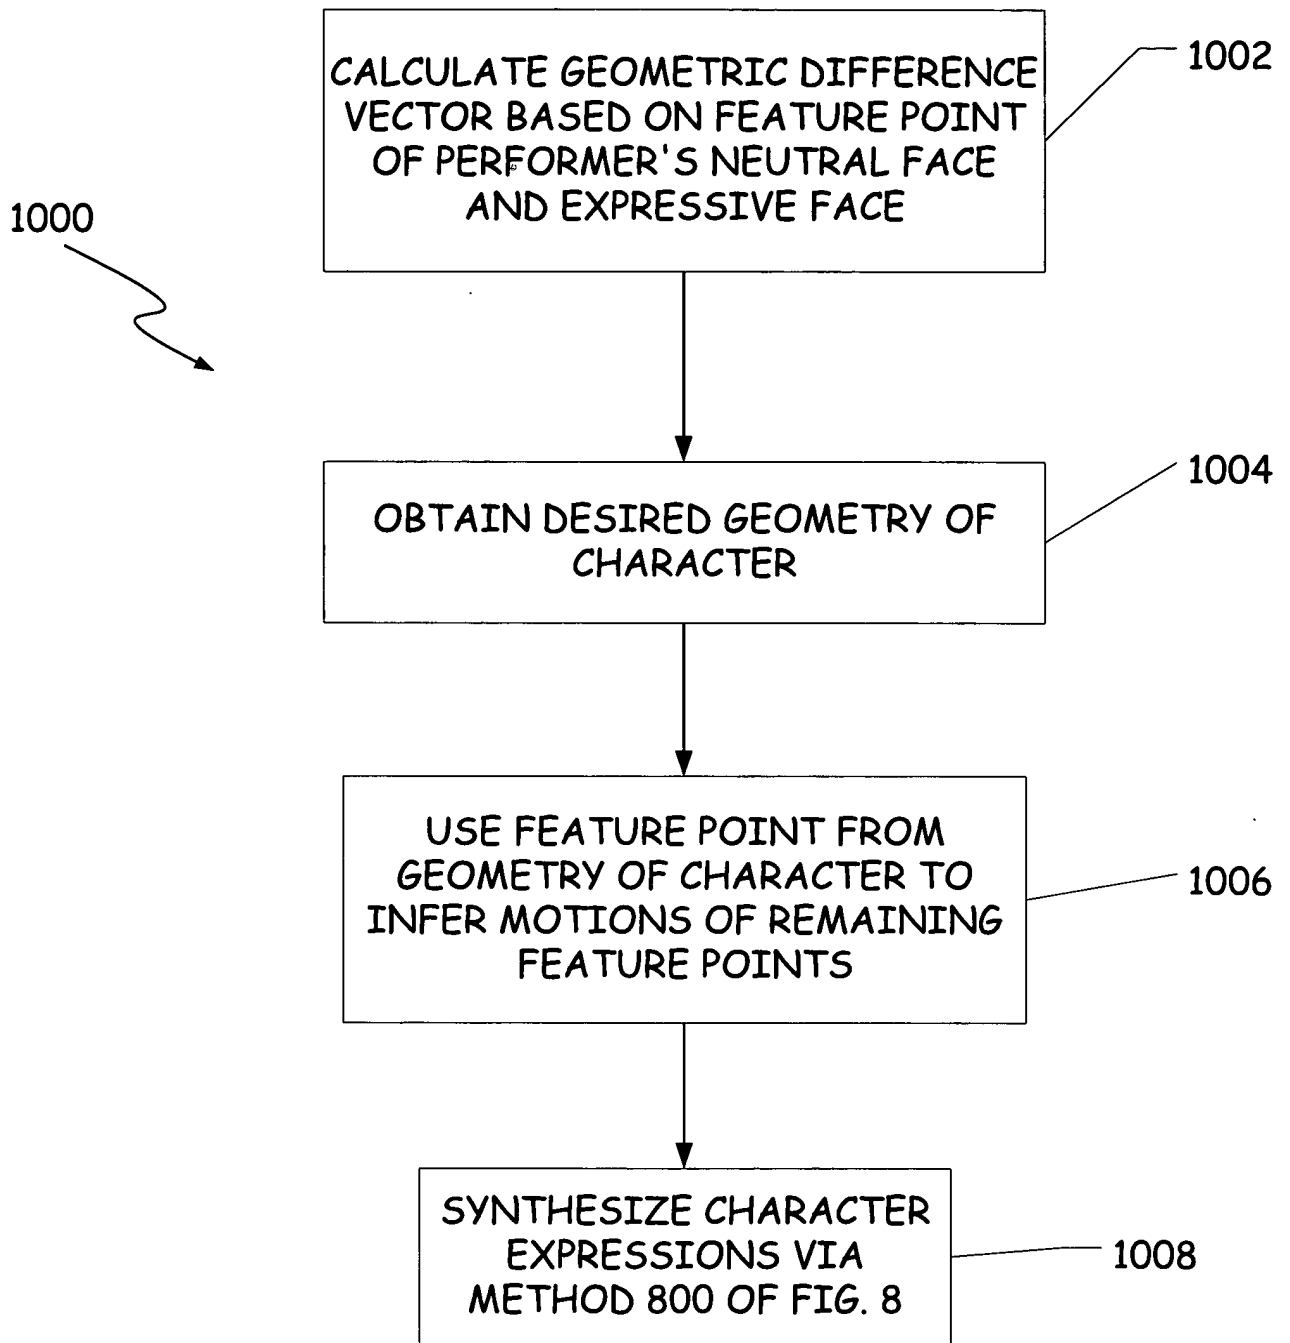 1000
CALCULATE GEOMETRIC DIFFERENCE
VECTOR BASED ON FEATURE POINT
OF PERFORMER'S NEUTRAL FACE
AND EXPRESSIVE FACE
1002
OBTAIN DESIRED GEOMETRY OF
CHARACTER
1004
USE FEATURE POINT FROM
GEOMETRY OF CHARACTER TO
INFER MOTIONS OF REMAINING
FEATURE POINTS
1006
SYNTHESIZE CHARACTER
EXPRESSIONS VIA
METHOD 800 OF FIG. 8
1008